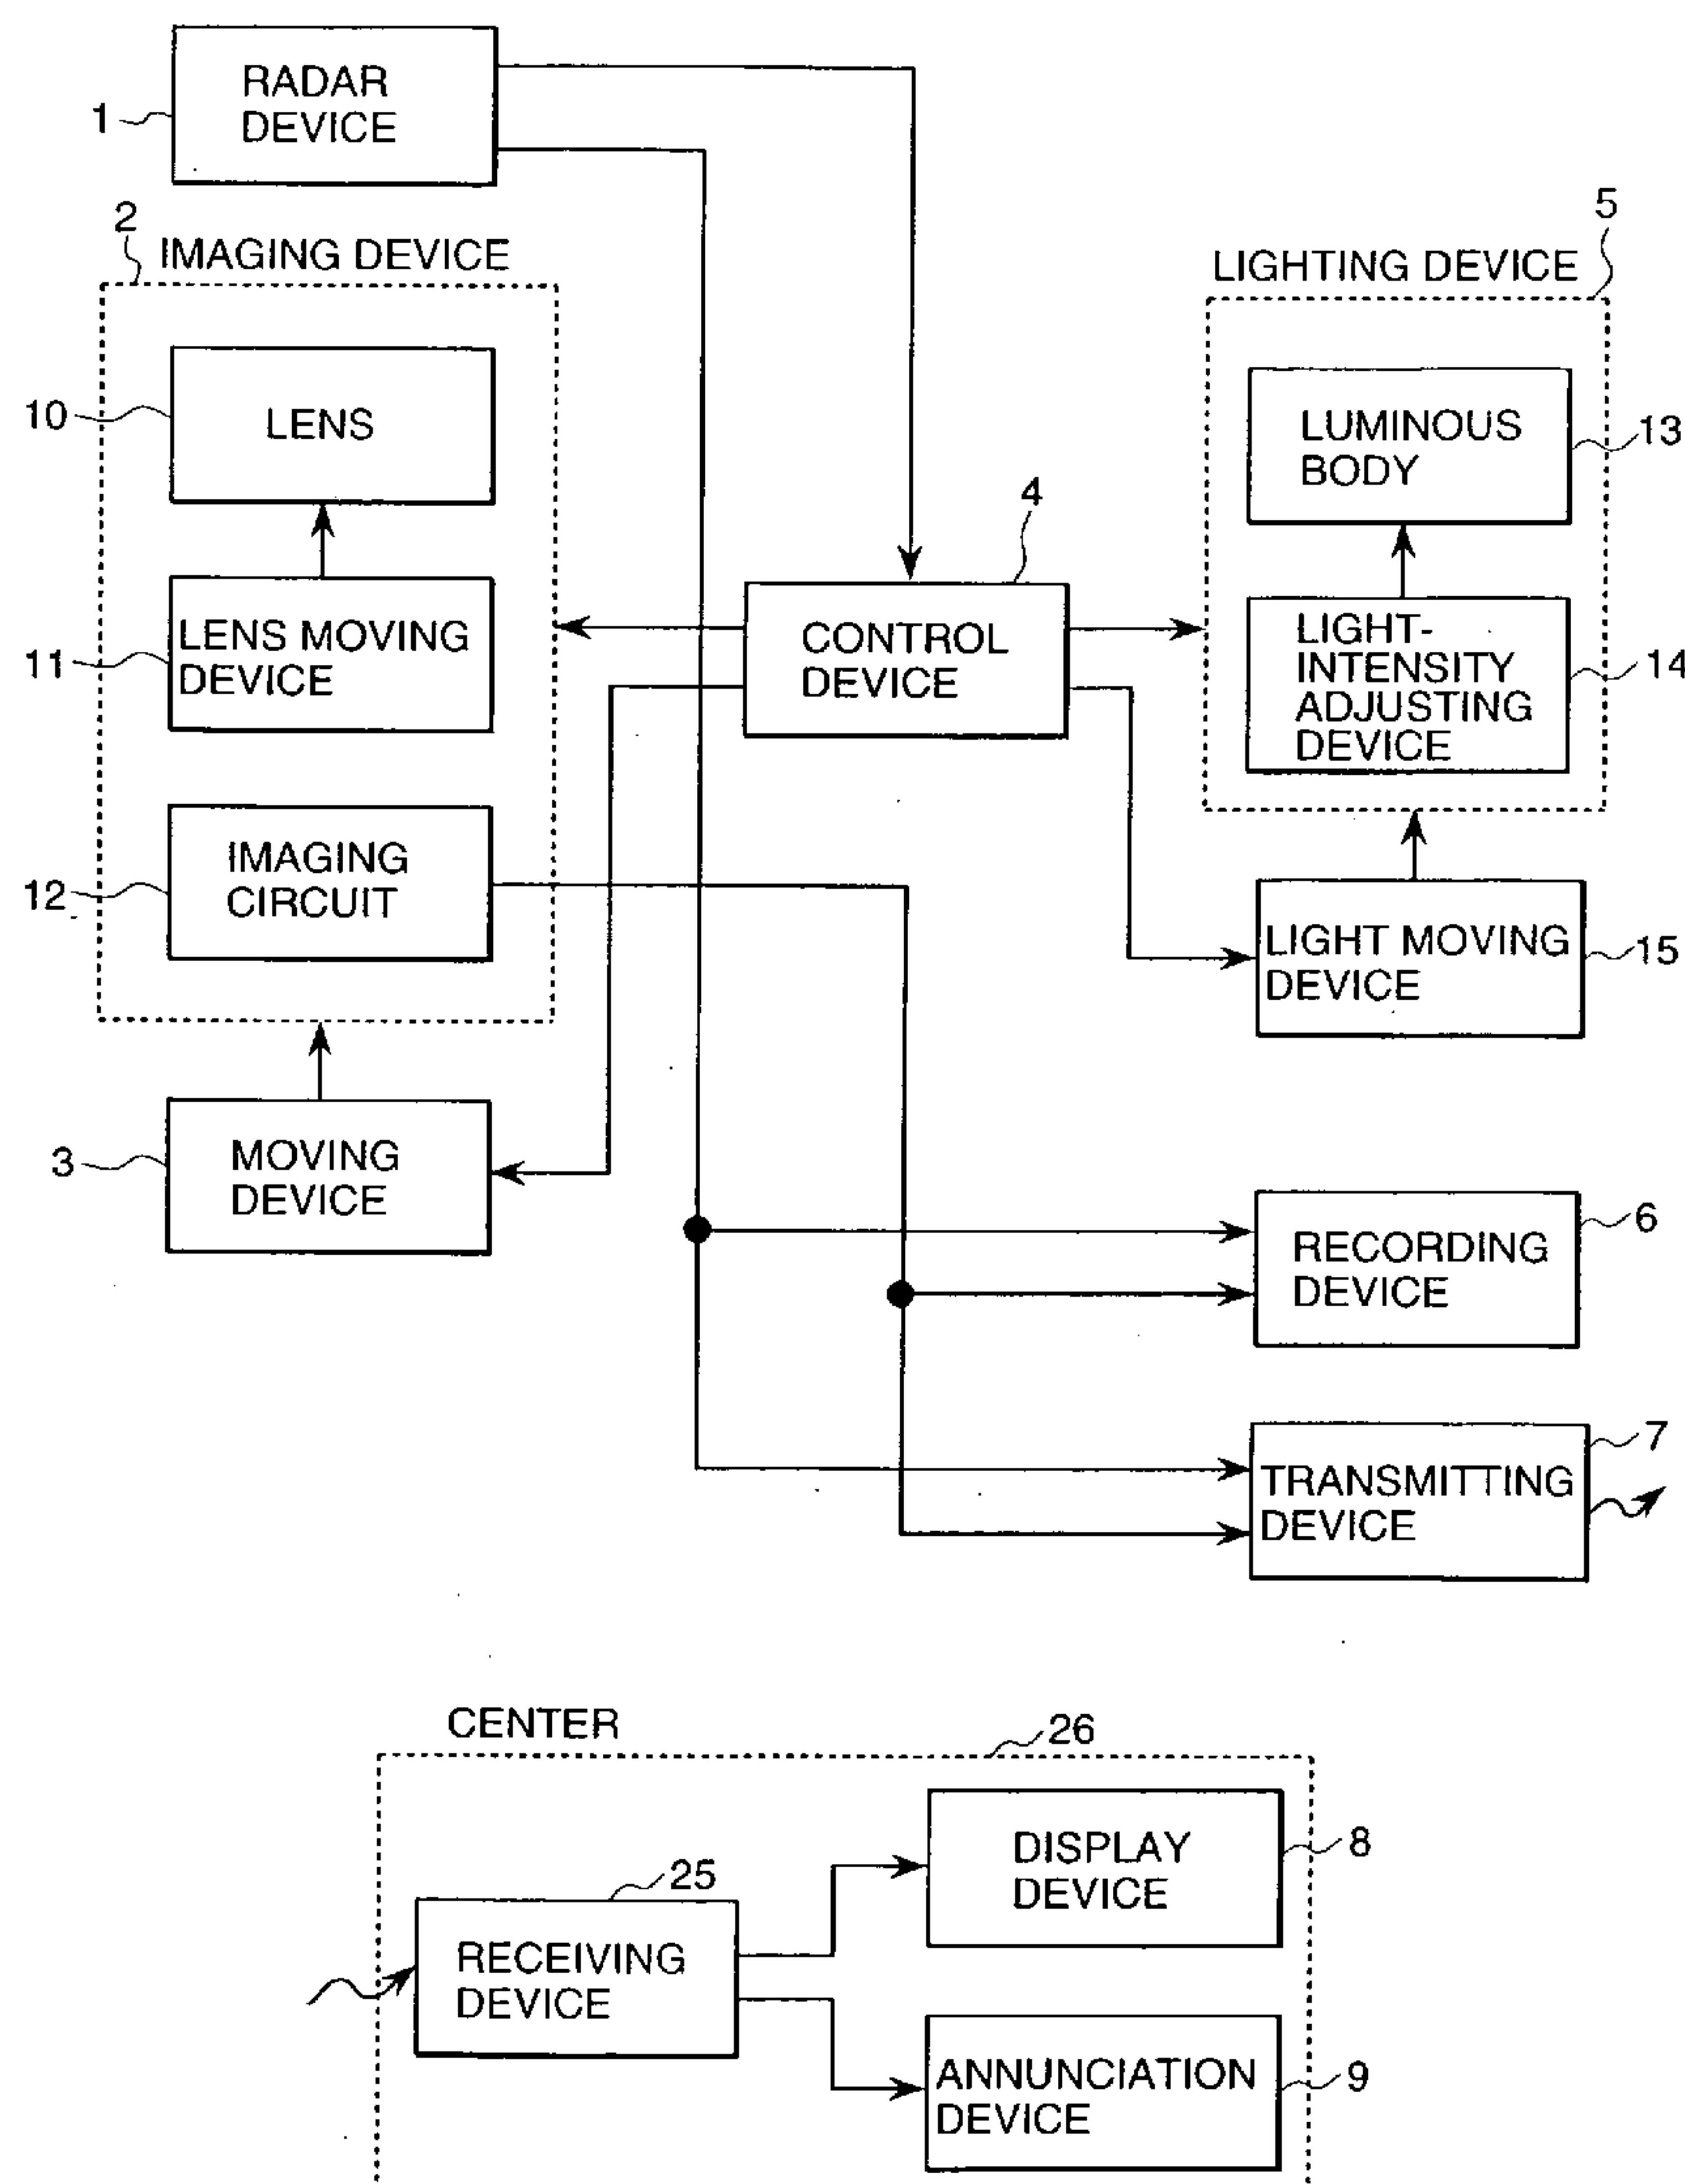 RADAR
DEVICE
1
2
IMAGING DEVICE
5
LIGHTING DEVICE
10
LENS
LUMINOUS
BODY
13
4
11
LENS MOVING
DEVICE
CONTROL
DEVICE
LIGHT-
INTENSITY
ADJUSTING
DEVICE
14
12
IMAGING
CIRCUIT
LIGHT MOVING
DEVICE
15
3
MOVING
DEVICE
6
RECORDING
DEVICE
7
TRANSMITTING
DEVICE
CENTER
26
DISPLAY
DEVICE
8
25
RECEIVING
DEVICE
ANNUNCIATION
DEVICE
9